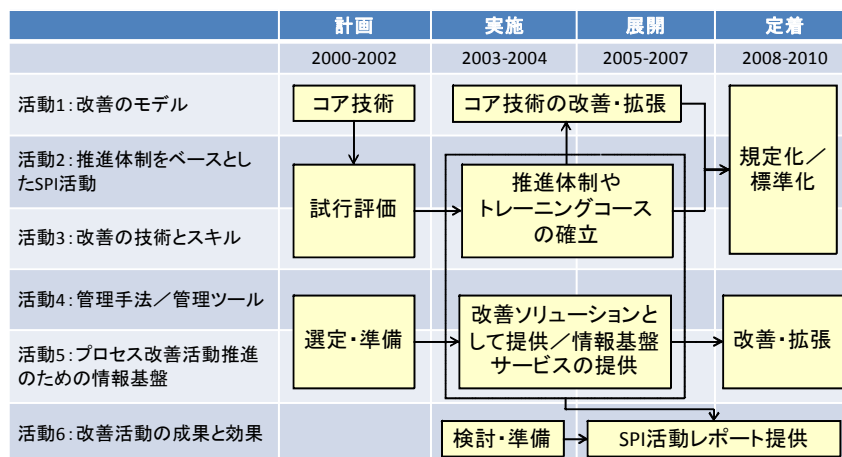 計画
実施
展開
定着
2000-2002
2003-2004
2005-2007
2008-2010
活動1：改善のモデル
コア技術
コア技術の改善・拡張
活動2：推進体制をベースとし
たSPI活動
試行評価
推進体制や
トレーニングコース
の確立
規定化／
標準化
活動3：改善の技術とスキル
活動4：管理手法／管理ツール
選定・準備
改善ソリューションと
して提供／情報基盤
サービスの提供
改善・拡張
活動5：プロセス改善活動推進
のための情報基盤
活動6：改善活動の成果と効果
検討・準備
SPI活動レポート提供